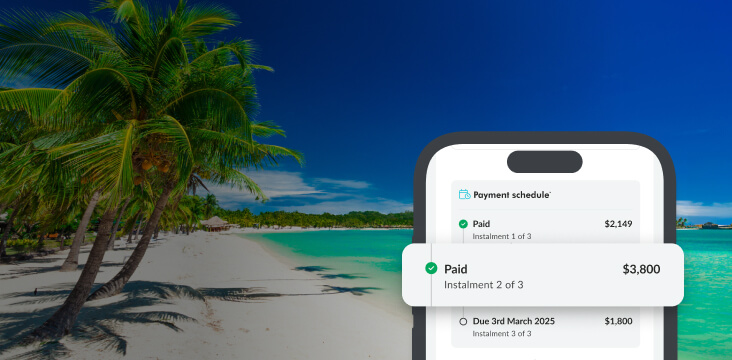 Payment schedule
Paid $2,149
Instalment 1 of 3
Paid $3,800
Instalment 2 of 3
Due 3rd March 2025 $1,800
Instalment 3 of 3